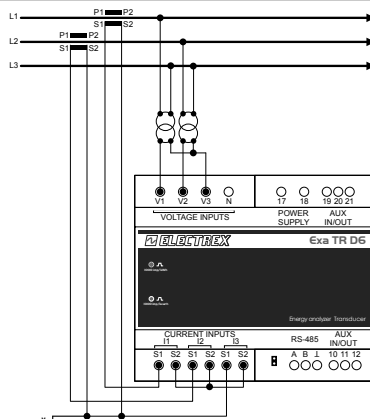 L1 P1 P2
S1 S2
L2 P1 P2
S1 S2
L3
V1 V2 V3 N 17 18 19 20 21
VOLTAGE INPUTS POWER SUPPLY AUX IN/OUT
ELECTREX Exa TR D6
Energy analyzer Transducer
CURRENT INPUTS
I1 I2 I3 RS-485 AUX IN/OUT
S1 S2 S1 S2 S1 S2 A B ⊥ 10 11 12